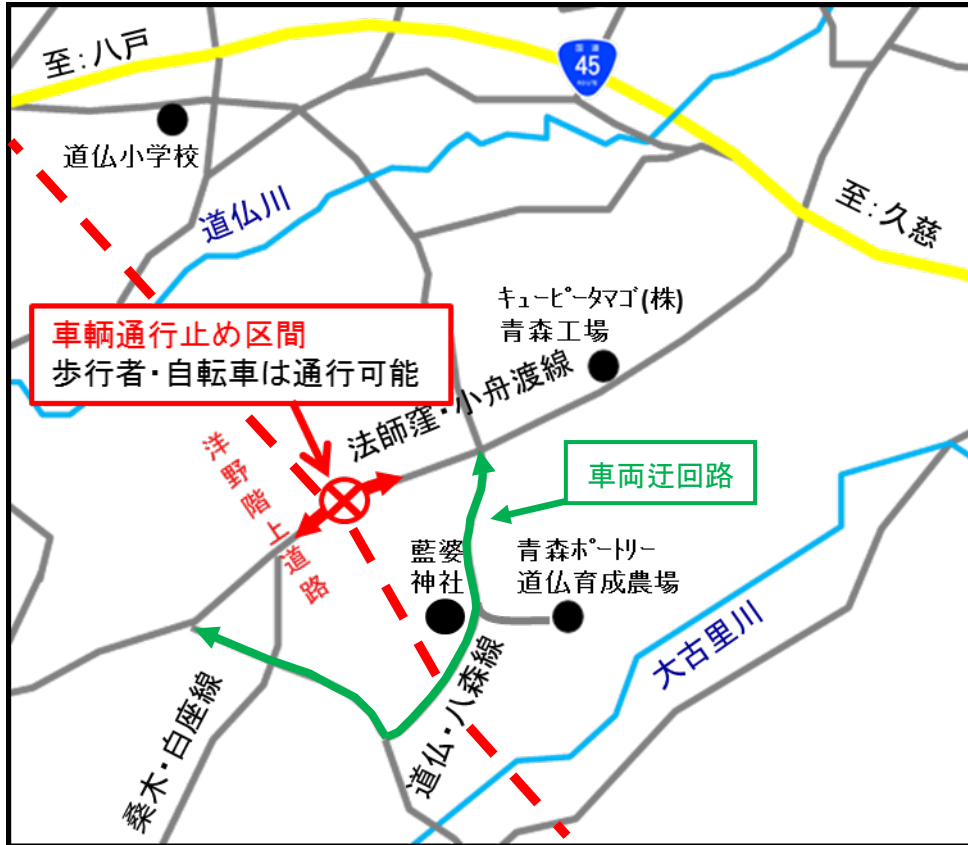 至:八戸
国道
45
ROUTE
道仏小学校
道仏川
至:久慈
キューピータマゴ(株)
青森工場
車輌通行止め区間
歩行者・自転車は通行可能
法師窪・小舟渡線
洋野階上道路
車両迂回路
藍婆
神社
青森ポートリー
道仏育成農場
大古里川
道仏・八森線
桑木・白座線